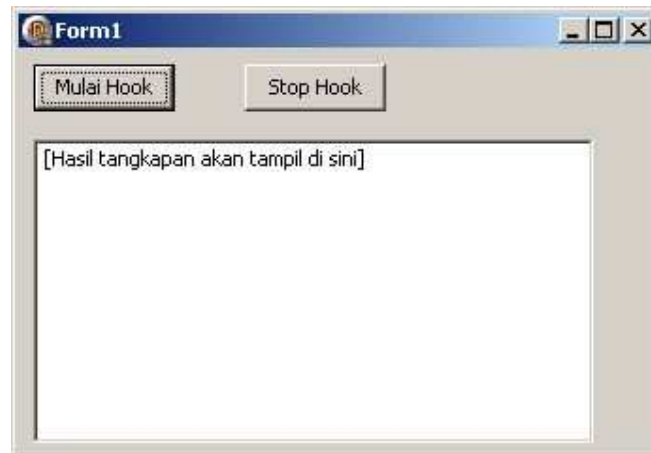 Form1
Mulai Hook Stop Hook
[Hasil tangkapan akan tampil di sini]